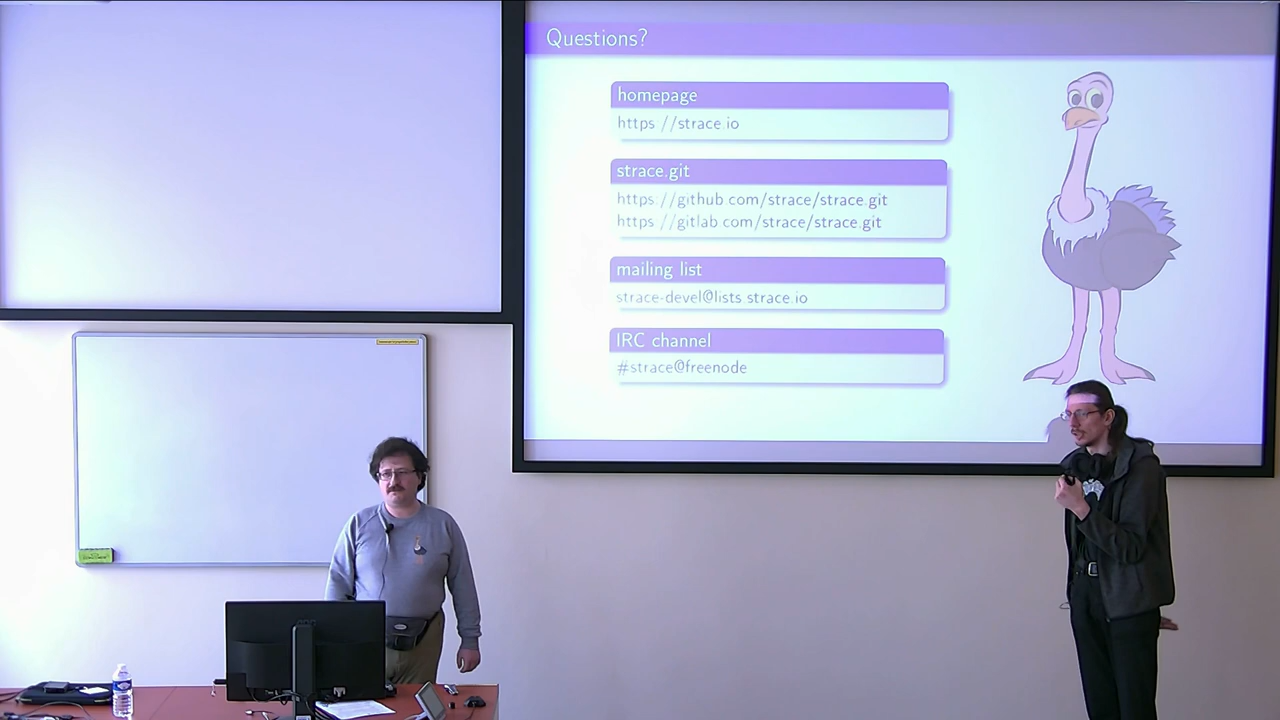 Questions?
homepage
https //strace.io
strace.git
https //github com/strace/strace.git
https //gitlab com/strace/strace.git
mailing list
strace-devel@lists strace.io
IRC channel
#strace@freenode